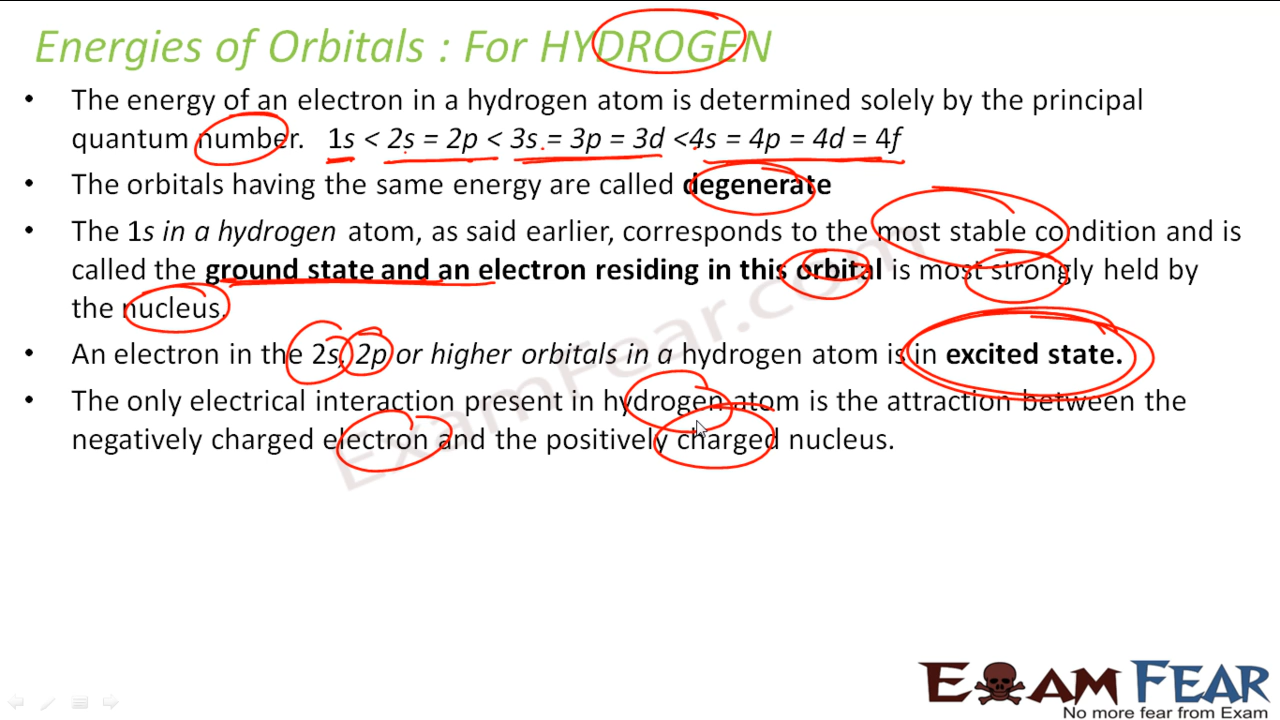 Energies of Orbitals : For HYDROGEN
• The energy of an electron in a hydrogen atom is determined solely by the principal
quantum number. 1s < 2s = 2p < 3s = 3p = 3d <4s = 4p = 4d = 4f
• The orbitals having the same energy are called degenerate
• The 1s in a hydrogen atom, as said earlier, corresponds to the most stable condition and is
called the ground state and an electron residing in this orbital is most strongly held by
the nucleus.
• An electron in the 2s, 2p or higher orbitals in a hydrogen atom is in excited state.
• The only electrical interaction present in hydrogen atom is the attraction between the
negatively charged electron and the positively charged nucleus.
ExamFear.com
EXAM FEAR
No more fear from Exam